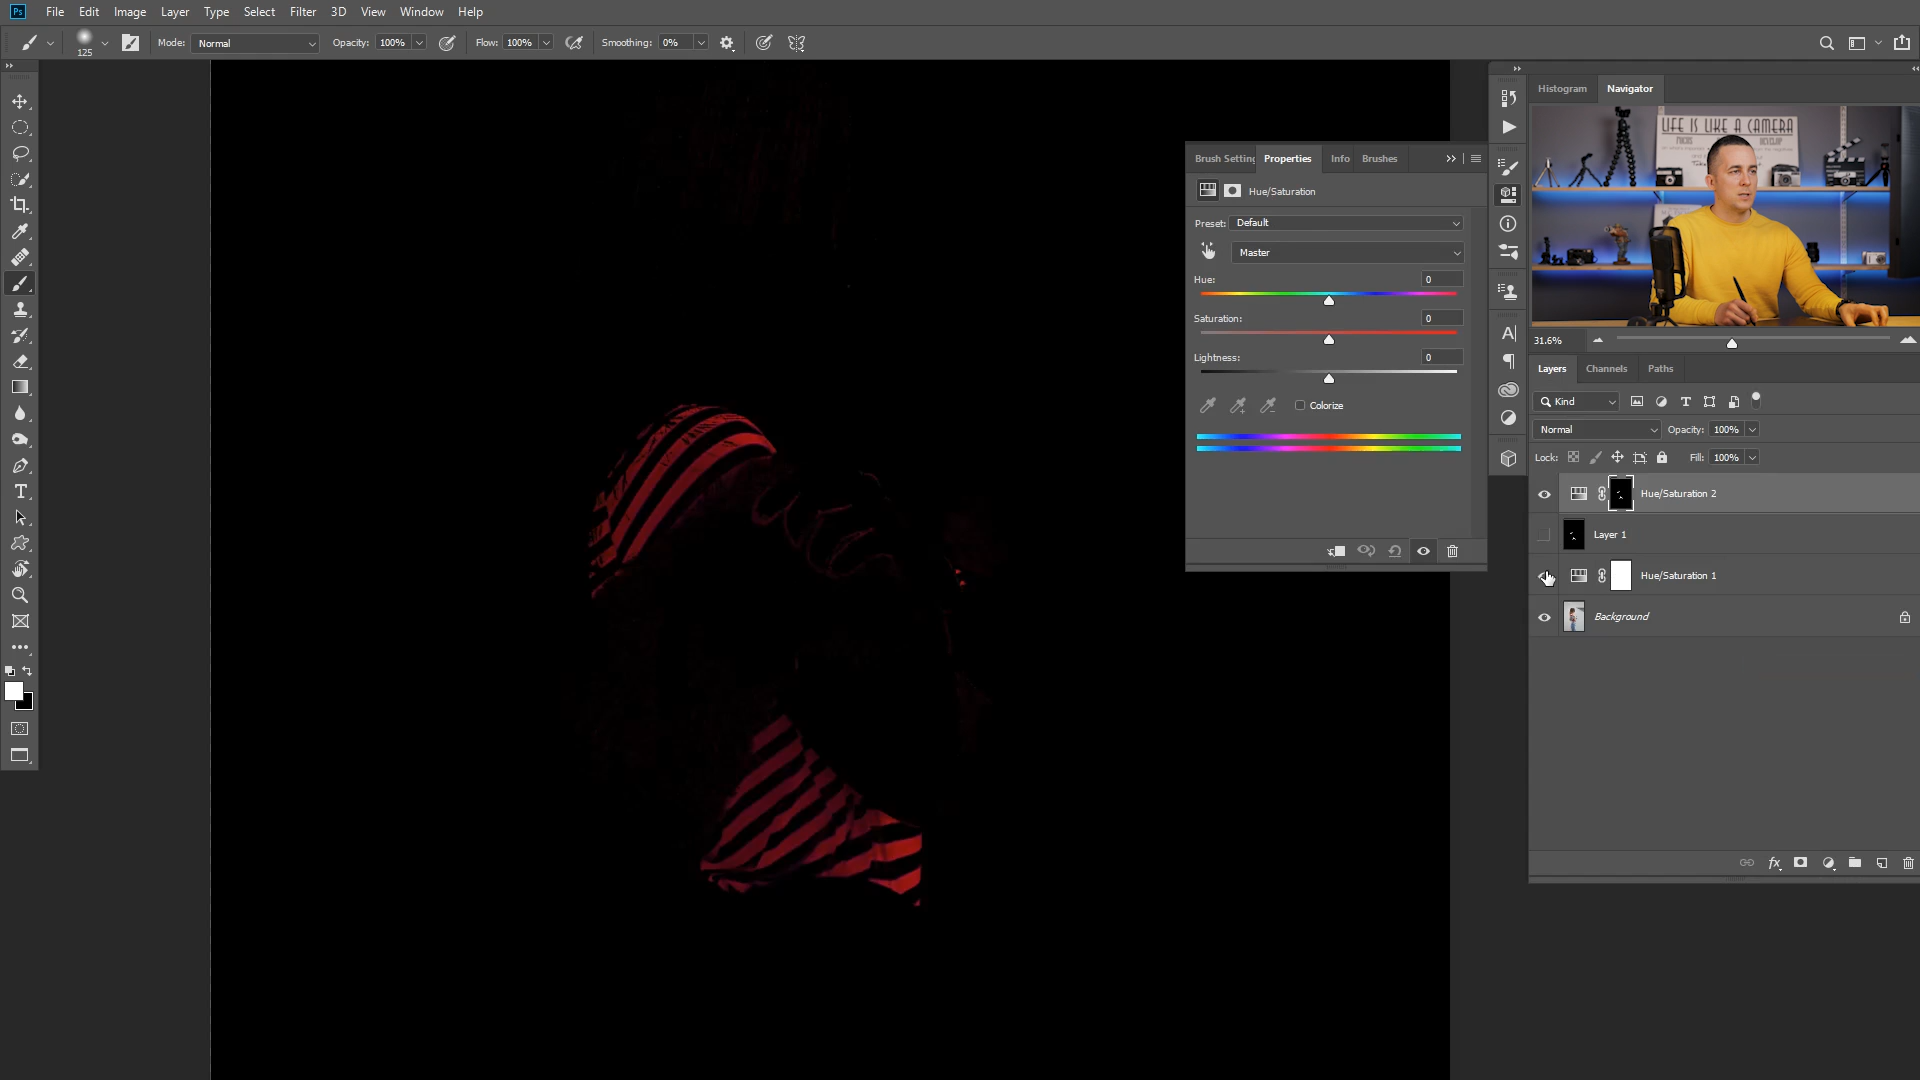 Ps File Edit Image Layer Type Select Filter 3D View Window Help
125 Mode: Normal Opacity: 100% Flow: 100% Smoothing: 0%
Histogram Navigator
LIFE IS LIKE A CAMERA
31.6%
Brush Setting Properties Info Brushes
Hue/Saturation
Preset: Default
Master
Hue: 0
Saturation: 0
Lightness: 0
Colorize
Layers Channels Paths
Kind
Normal Opacity: 100%
Lock: Fill: 100%
Hue/Saturation 2
Layer 1
Hue/Saturation 1
Background
fx